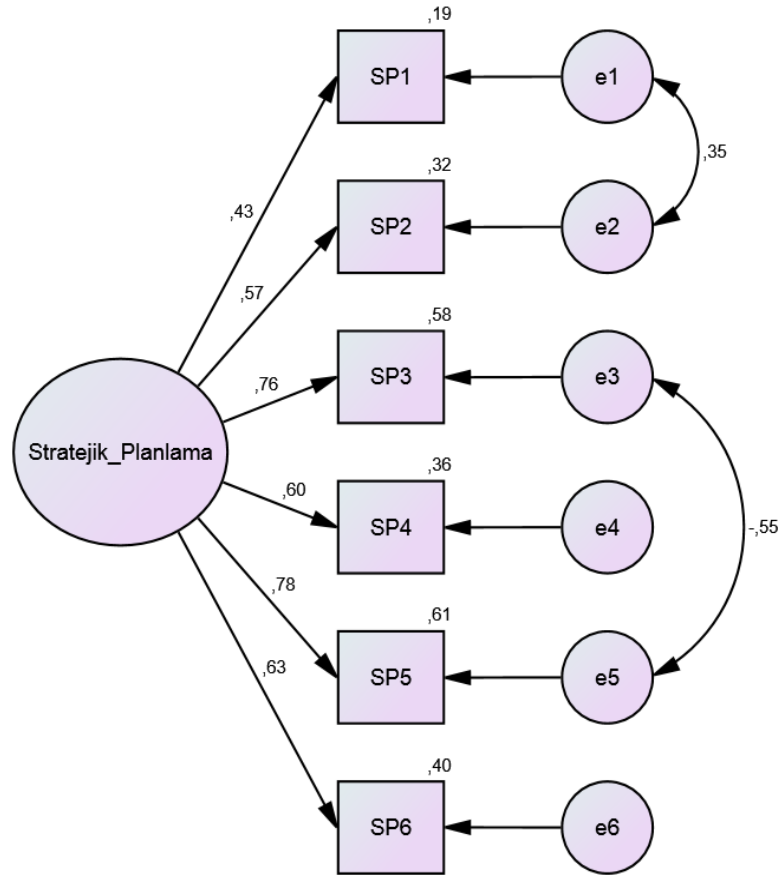 ,19
SP1
e1
,35
,43
,32
SP2
e2
,57
,58
SP3
e3
,76
Stratejik_Planlama
,36
,60
SP4
e4
-,55
,78
,61
SP5
e5
,63
,40
SP6
e6